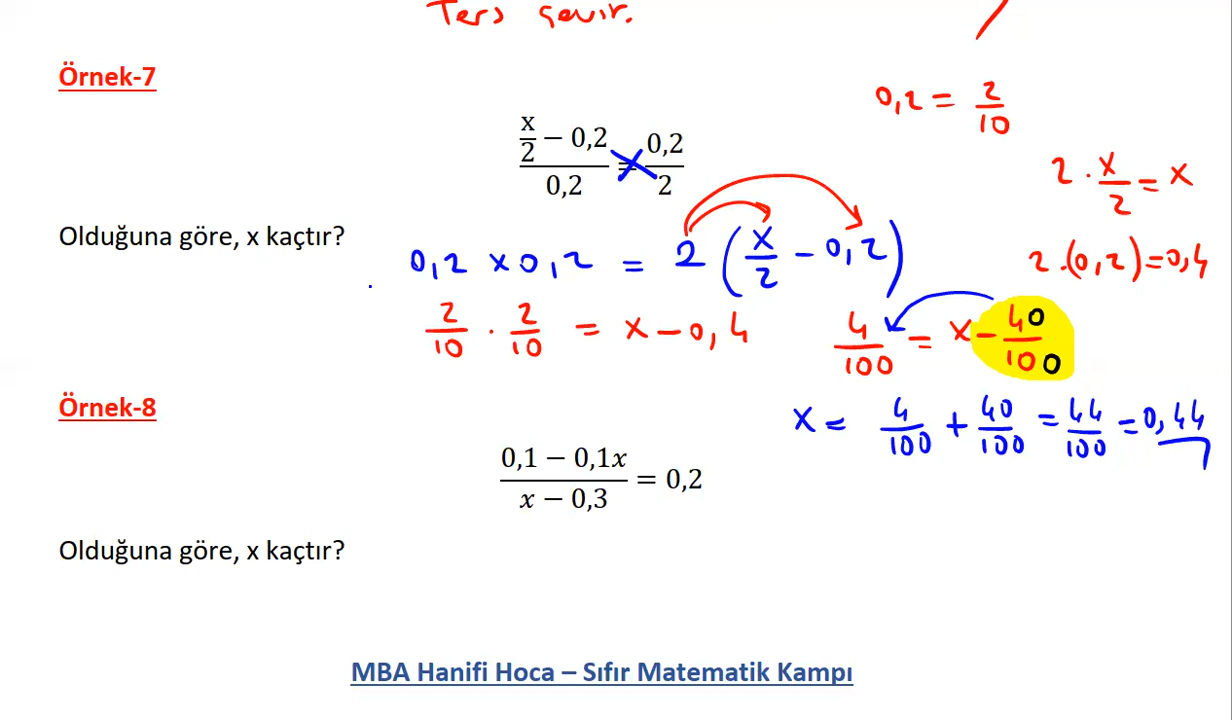 Ters çevir.
Örnek-7
0,2 = 2/10
(x/2 − 0,2)/0,2 = 0,2/2
2 · x/2 = x
Olduğuna göre, x kaçtır?
0,2 x 0,2 = 2 (x/2 − 0,2)
2 · (0,2) = 0,4
2/10 · 2/10 = x − 0,4
4/100 = x − 40/100
Örnek-8
x = 4/100 + 40/100 = 44/100 = 0,44
(0,1 − 0,1x)/(x − 0,3) = 0,2
Olduğuna göre, x kaçtır?
MBA Hanifi Hoca – Sıfır Matematik Kampı